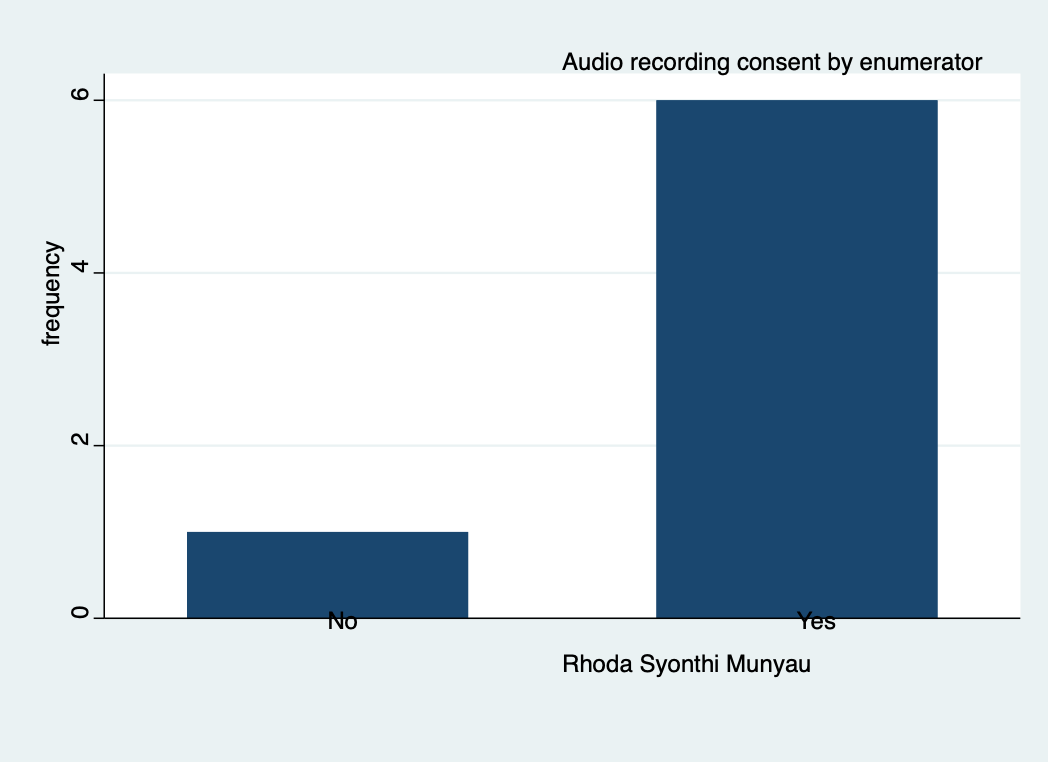 Audio recording consent by enumerator
frequency
6
4
2
0
No
Yes
Rhoda Syonthi Munyau